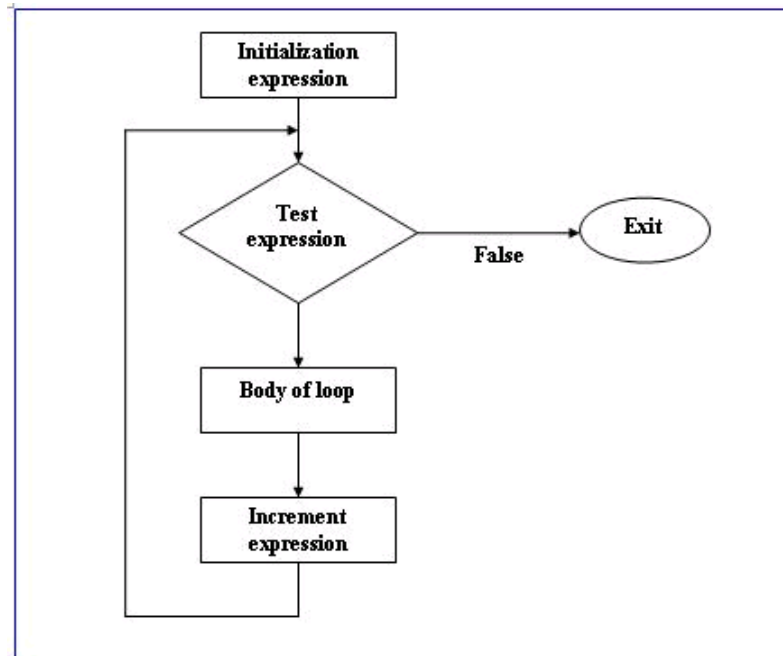 Initialization
expression
Test
expression
False
Exit
Body of loop
Increment
expression